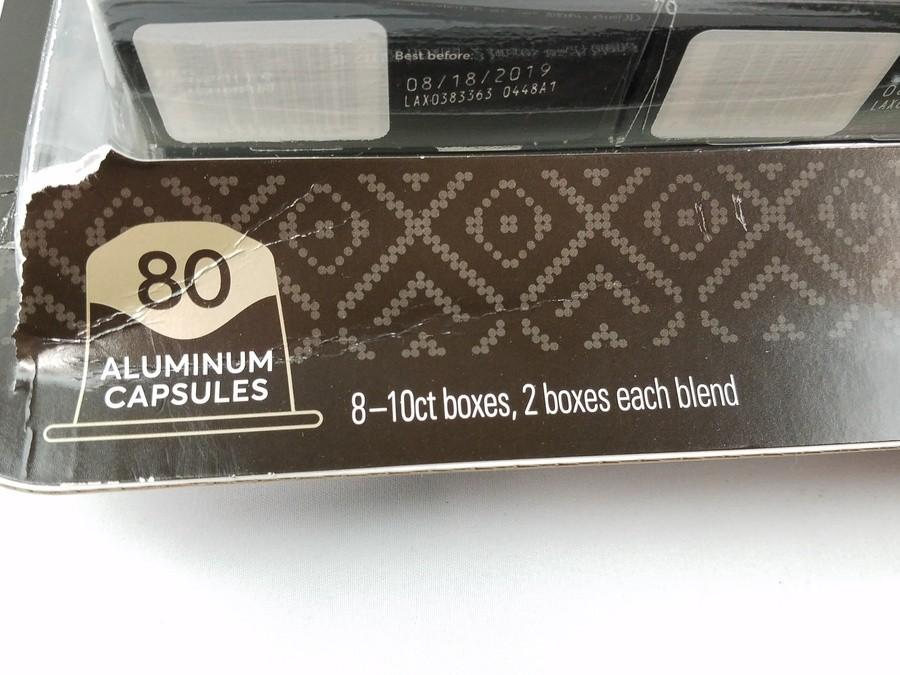 Best before:
08/18/2019
LAX0383363 0448A1
80
ALUMINUM
CAPSULES
8–10ct boxes, 2 boxes each blend